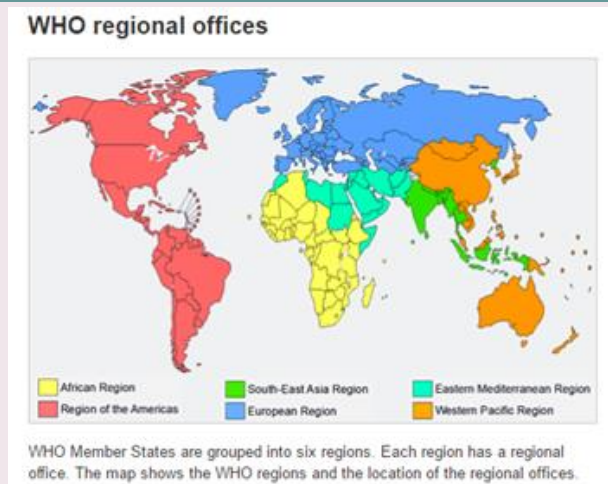 WHO regional offices
African Region
South-East Asia Region
Eastern Mediterranean Region
Region of the Americas
European Region
Western Pacific Region
WHO Member States are grouped into six regions. Each region has a regional
office. The map shows the WHO regions and the location of the regional offices.